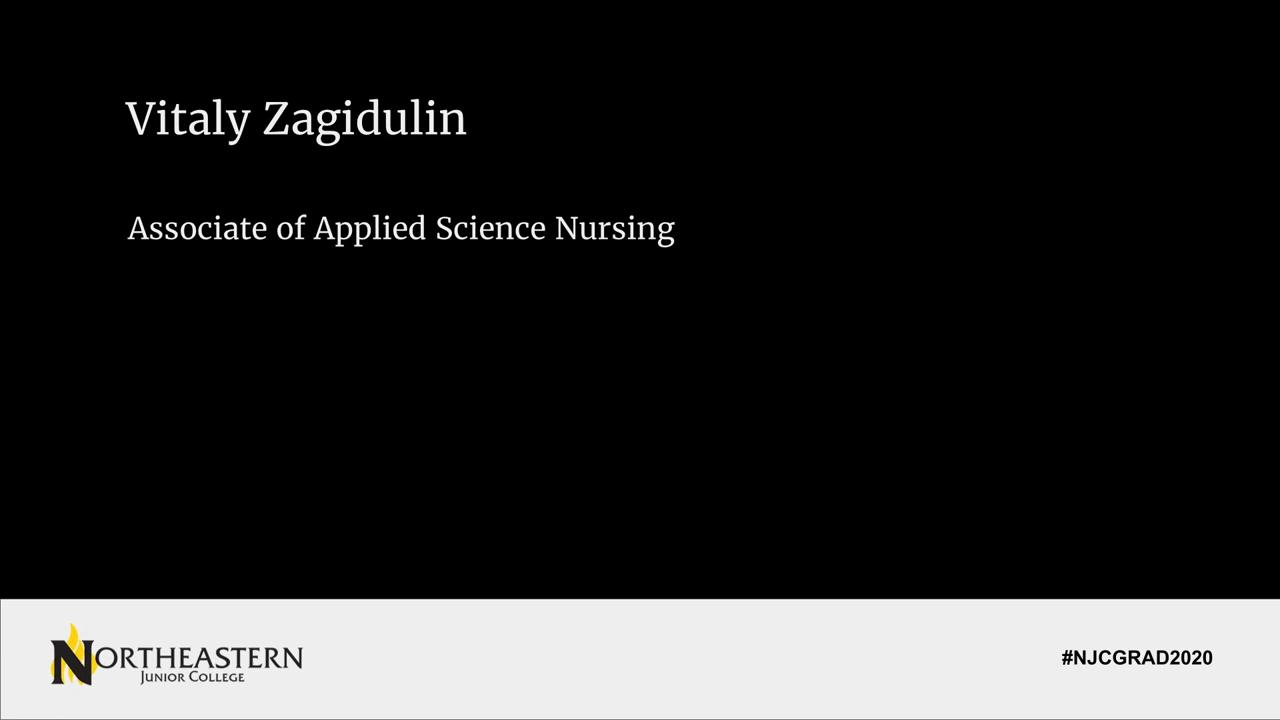 Vitaly Zagidulin
Associate of Applied Science Nursing
NORTHEASTERN
JUNIOR COLLEGE
#NJCGRAD2020